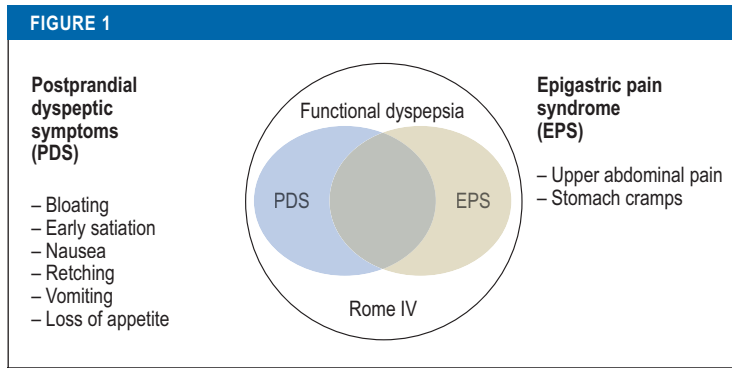 FIGURE 1
Postprandial
dyspeptic
symptoms
(PDS)
– Bloating
– Early satiation
– Nausea
– Retching
– Vomiting
– Loss of appetite
Functional dyspepsia
PDS
EPS
Rome IV
Epigastric pain
syndrome
(EPS)
– Upper abdominal pain
– Stomach cramps